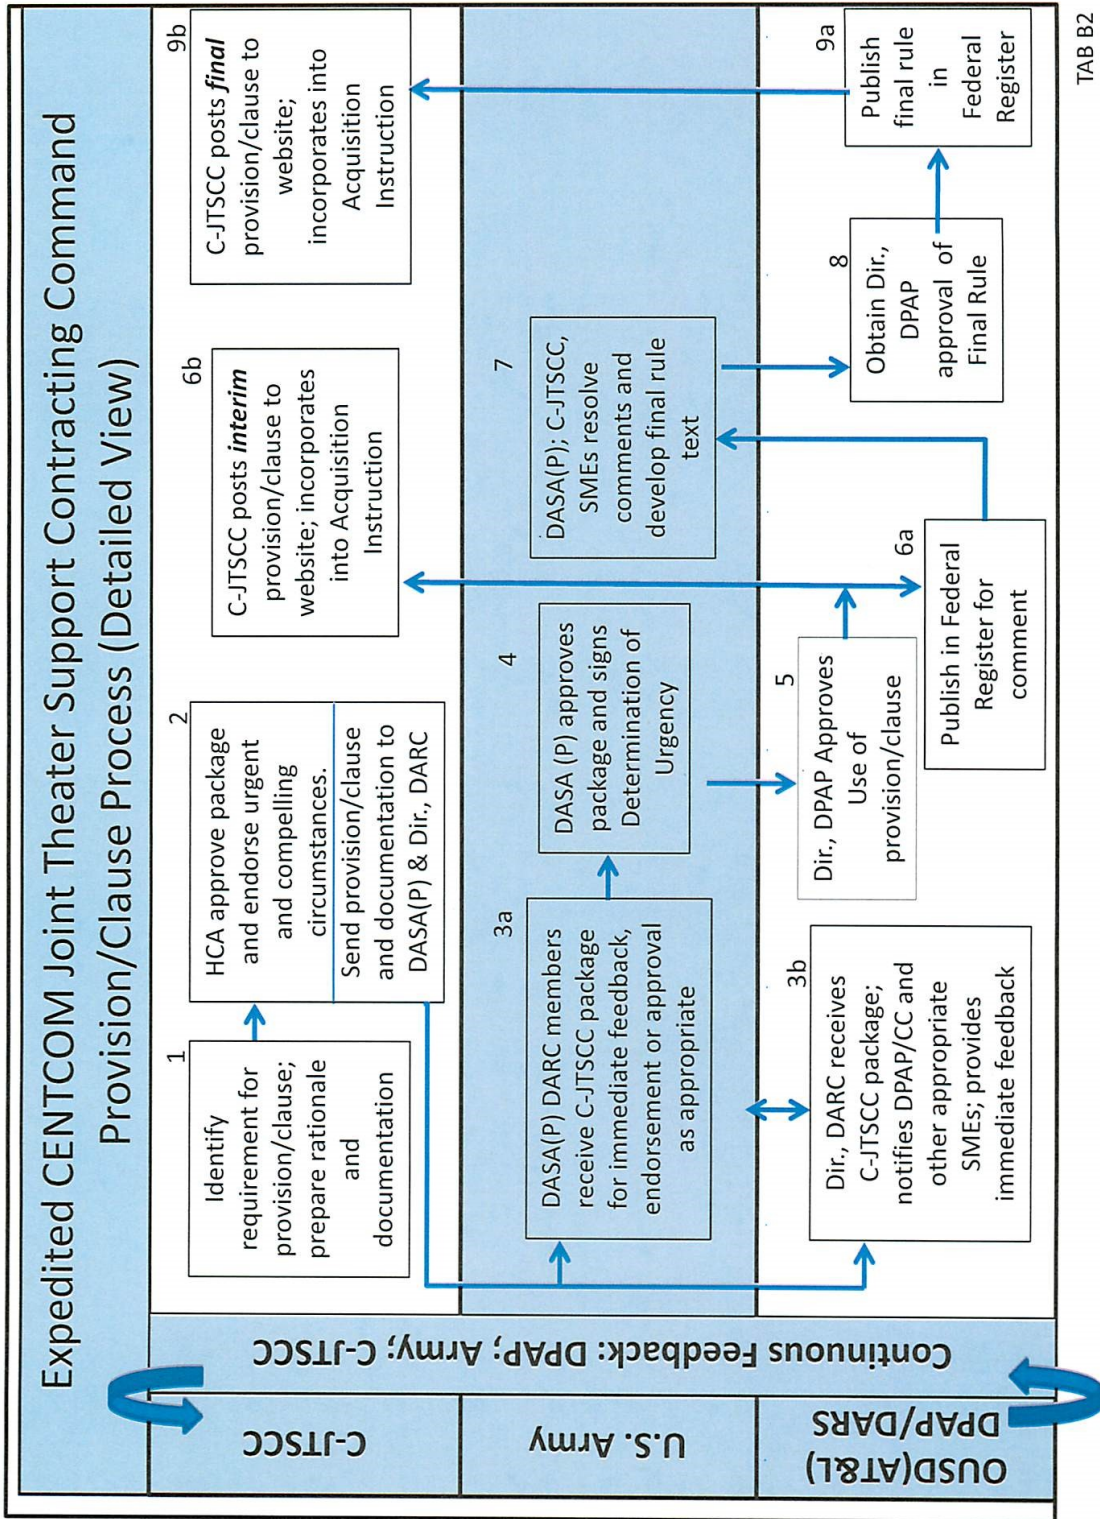 Expedited CENTCOM Joint Theater Support Contracting Command
Provision/Clause Process (Detailed View)
C-JTSCC
U.S. Army
OUSD(AT&L)
DPAP/DARS
Continuous Feedback: DPAP; Army; C-JTSCC
1
Identify
requirement for
provision/clause;
prepare rationale
and
documentation
2
HCA approve package
and endorse urgent
and compelling
circumstances.
Send provision/clause
and documentation to
DASA(P) & Dir., DARC
6b
C-JTSCC posts interim
provision/clause to
website; incorporates
into Acquisition
Instruction
9b
C-JTSCC posts final
provision/clause to
website;
incorporates into
Acquisition
Instruction
3a
DASA(P) DARC members
receive C-JTSCC package
for immediate feedback,
endorsement or approval
as appropriate
4
DASA (P) approves
package and signs
Determination of
Urgency
7
DASA(P); C-JTSCC,
SMEs resolve
comments and
develop final rule
text
3b
Dir., DARC receives
C-JTSCC package;
notifies DPAP/CC and
other appropriate
SMEs; provides
immediate feedback
5
Dir., DPAP Approves
Use of
provision/clause
6a
Publish in Federal
Register for
comment
8
Obtain Dir.,
DPAP
approval of
Final Rule
9a
Publish
final rule
in
Federal
Register
TAB B2